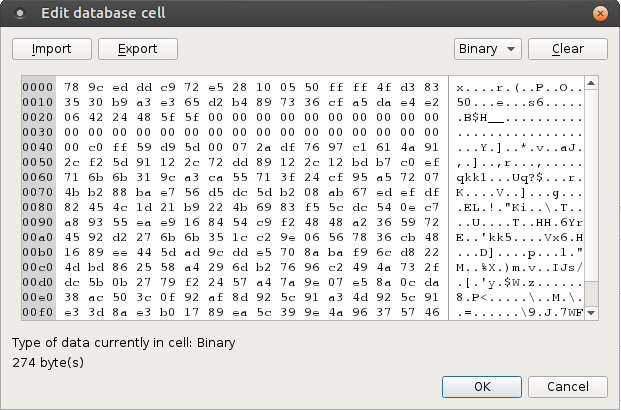 Edit database cell
Import Export Binary Clear
0000 78 9c ed dd c9 72 e5 28 10 05 50 ff ff 4f d3 83 x....r.(..P..O..
0010 35 30 b9 a3 e3 65 d2 b4 89 73 36 cf a5 da e4 e2 50...e...s6.....
0020 06 42 24 48 5f 5f 00 00 00 00 00 00 00 00 00 00 .B$H__..........
0030 00 00 00 00 00 00 00 00 00 00 00 00 00 00 00 00 ................
0040 00 c0 ff 59 d9 5d 00 07 2a df 76 97 c1 61 4a 91 ...Y.]..*.v..aJ.
0050 2c f2 5d 91 12 2c 72 dd 89 12 2c 12 bd b7 c0 ef ,.]..,r...,.....
0060 71 6b 6b 31 9c a3 ca 55 71 3f 24 cf 95 a5 72 07 qkk1...Uq?$...r.
0070 4b b2 88 ba e7 56 d5 dc 5d b2 08 ab 67 ed ef df K....V..]...g...
0080 82 45 4c 1d 21 b9 22 4b 69 83 f5 5c dc 54 0e c7 .EL.!."Ki..\.T..
0090 a8 93 55 ea e9 16 84 54 c9 f2 48 48 a2 36 59 72 ..U....T..HH.6Yr
00a0 45 92 d2 27 6b 6b 35 1c c2 9e 06 56 78 36 cb 48 E..'kk5....Vx6.H
00b0 16 89 ee 44 5d ad 9c dd e5 70 8a ba f9 6c d8 22 ...D]....p...l."
00c0 4d bd 86 25 58 a4 29 6d b2 76 96 c2 49 4a 73 2f M..%X.)m.v..IJs/
00d0 dc 5b 0b 27 79 f2 24 57 a4 7a 9e 07 e5 8a 0c da .[.'y.$W.z......
00e0 38 ac 50 3c 0f 92 af 8d 92 5c 91 a3 4d 92 5c 91 8.P<.....\..M.\.
00f0 e3 3d 8a e3 b0 17 89 ea 5c 39 9e 4a 96 37 57 46 .=......\9.J.7WF
Type of data currently in cell: Binary
274 byte(s)
OK Cancel